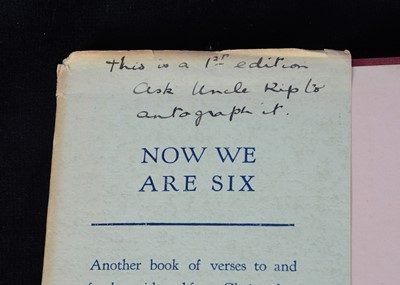 This is a 1st edition
Ask Uncle Kip to
autograph it.
NOW WE
ARE SIX
Another book of verses to and